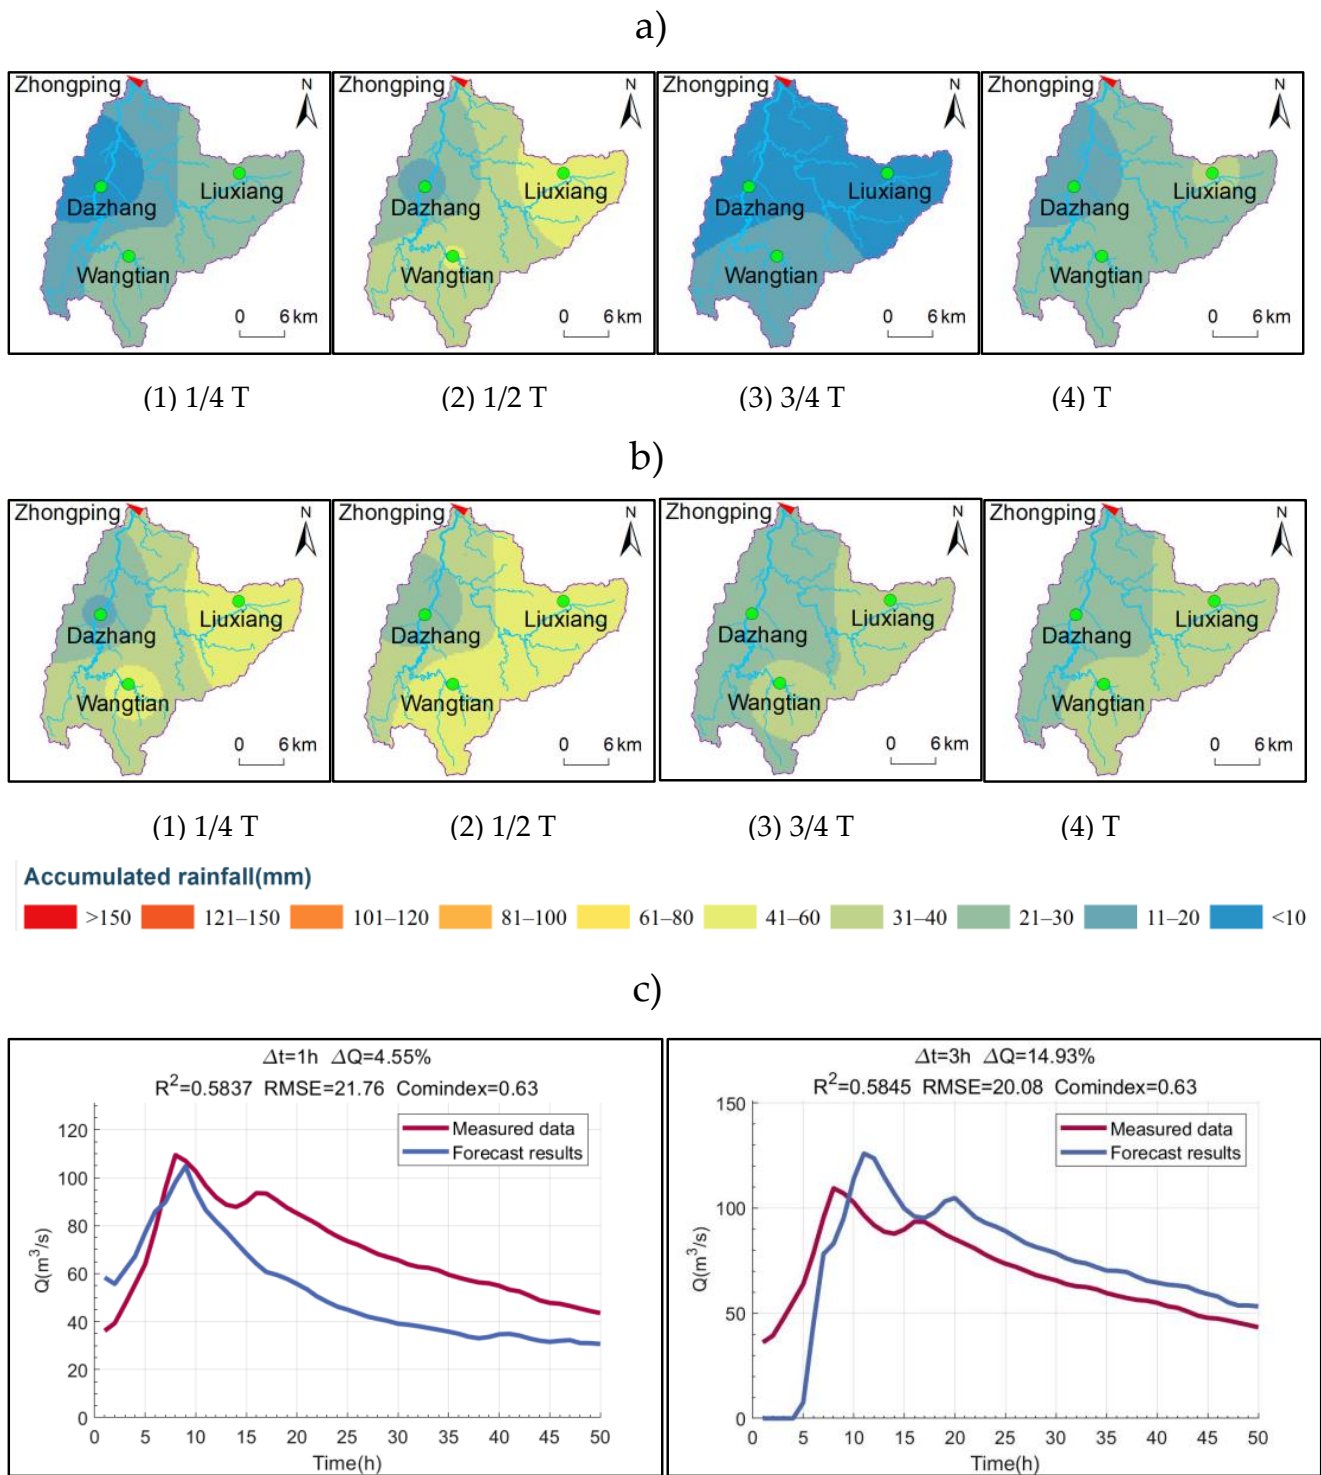 a)
Zhongping N Zhongping N Zhongping N Zhongping N
Dazhang Liuxiang Dazhang Liuxiang Dazhang Liuxiang Dazhang Liuxiang
Wangtian Wangtian Wangtian Wangtian
0 6 km 0 6 km 0 6 km 0 6 km
(1) 1/4 T (2) 1/2 T (3) 3/4 T (4) T
b)
Zhongping N Zhongping N Zhongping N Zhongping N
Dazhang Liuxiang Dazhang Liuxiang Dazhang Liuxiang Dazhang Liuxiang
Wangtian Wangtian Wangtian Wangtian
0 6 km 0 6 km 0 6 km 0 6 km
(1) 1/4 T (2) 1/2 T (3) 3/4 T (4) T
Accumulated rainfall(mm)
>150 121–150 101–120 81–100 61–80 41–60 31–40 21–30 11–20 <10
c)
Δt=1h ΔQ=4.55%
R²=0.5837 RMSE=21.76 Comindex=0.63
Measured data
Forecast results
120
100
80
60
40
20
0
Q(m³/s)
0 5 10 15 20 25 30 35 40 45 50
Time(h)
Δt=3h ΔQ=14.93%
R²=0.5845 RMSE=20.08 Comindex=0.63
Measured data
Forecast results
150
100
50
0
Q(m³/s)
0 5 10 15 20 25 30 35 40 45 50
Time(h)